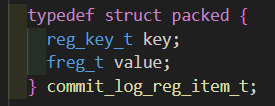 typedef struct packed {
reg_key_t key;
freg_t value;
} commit_log_reg_item_t;